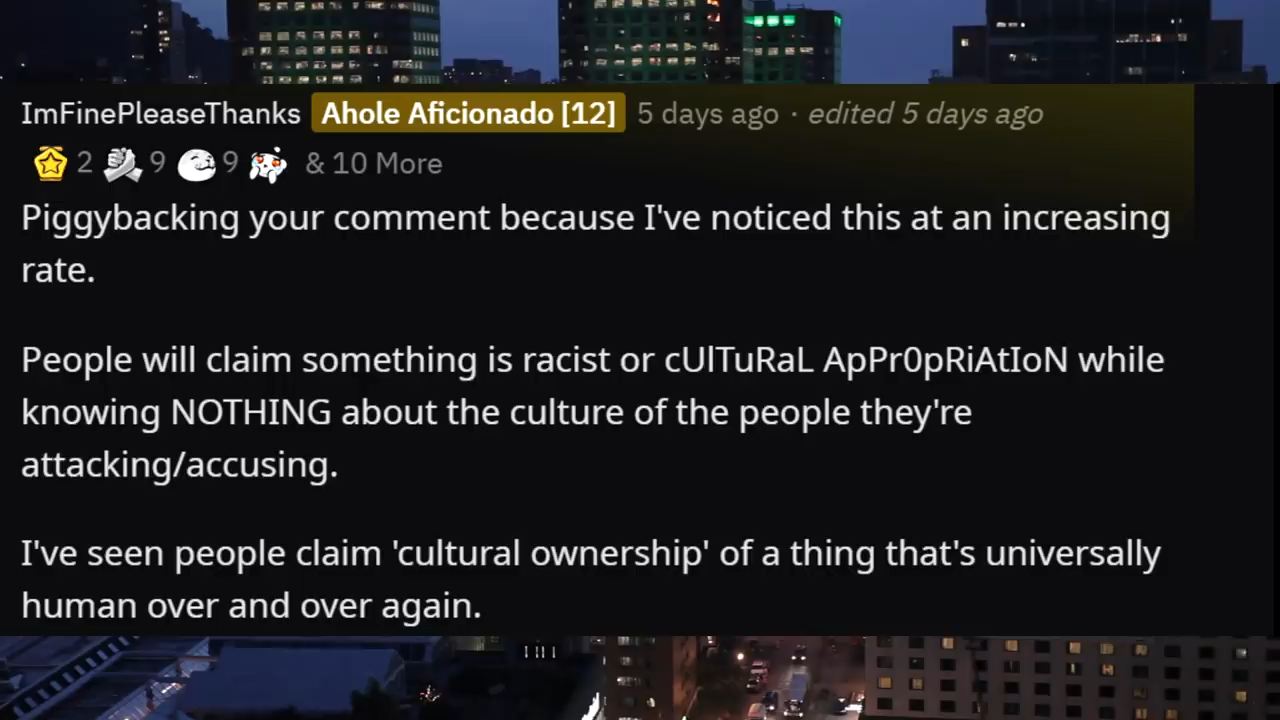 ImFinePleaseThanks Ahole Aficionado [12] 5 days ago · edited 5 days ago
2 9 9 & 10 More
Piggybacking your comment because I've noticed this at an increasing
rate.
People will claim something is racist or cUlTuRaL ApPr0pRiAtIoN while
knowing NOTHING about the culture of the people they're
attacking/accusing.
I've seen people claim 'cultural ownership' of a thing that's universally
human over and over again.